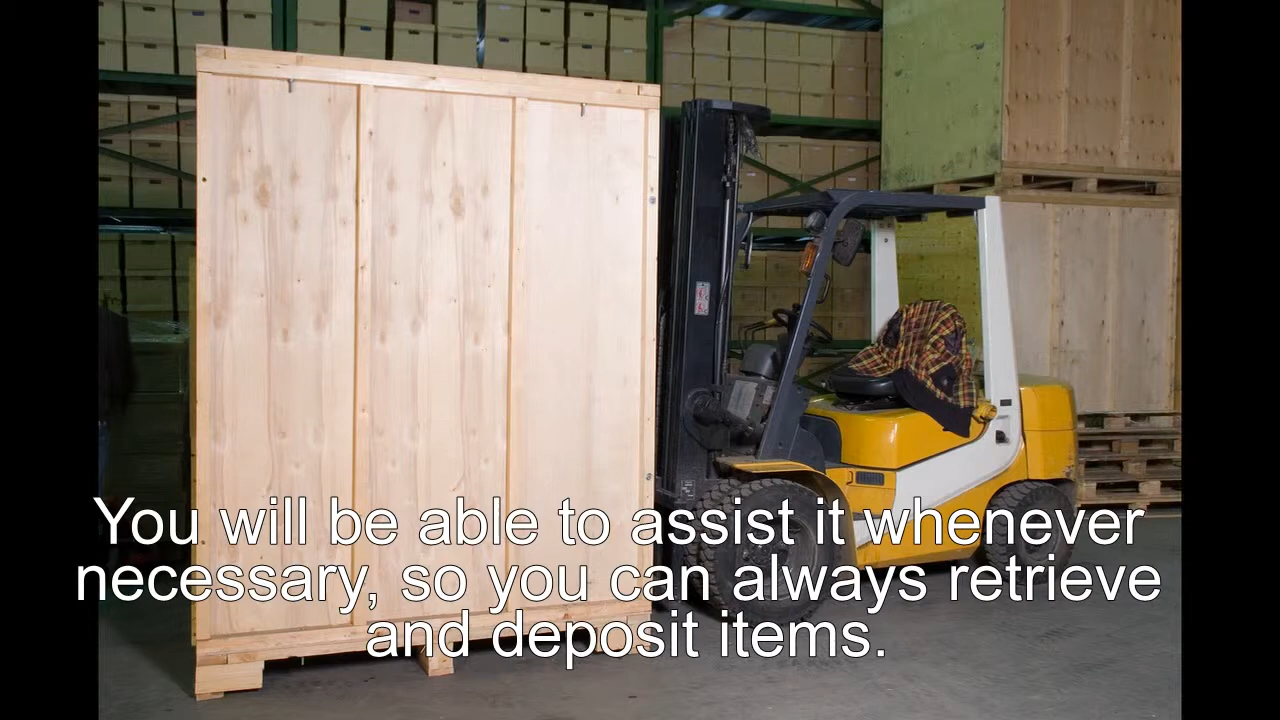 You will be able to assist it whenever
necessary, so you can always retrieve
and deposit items.